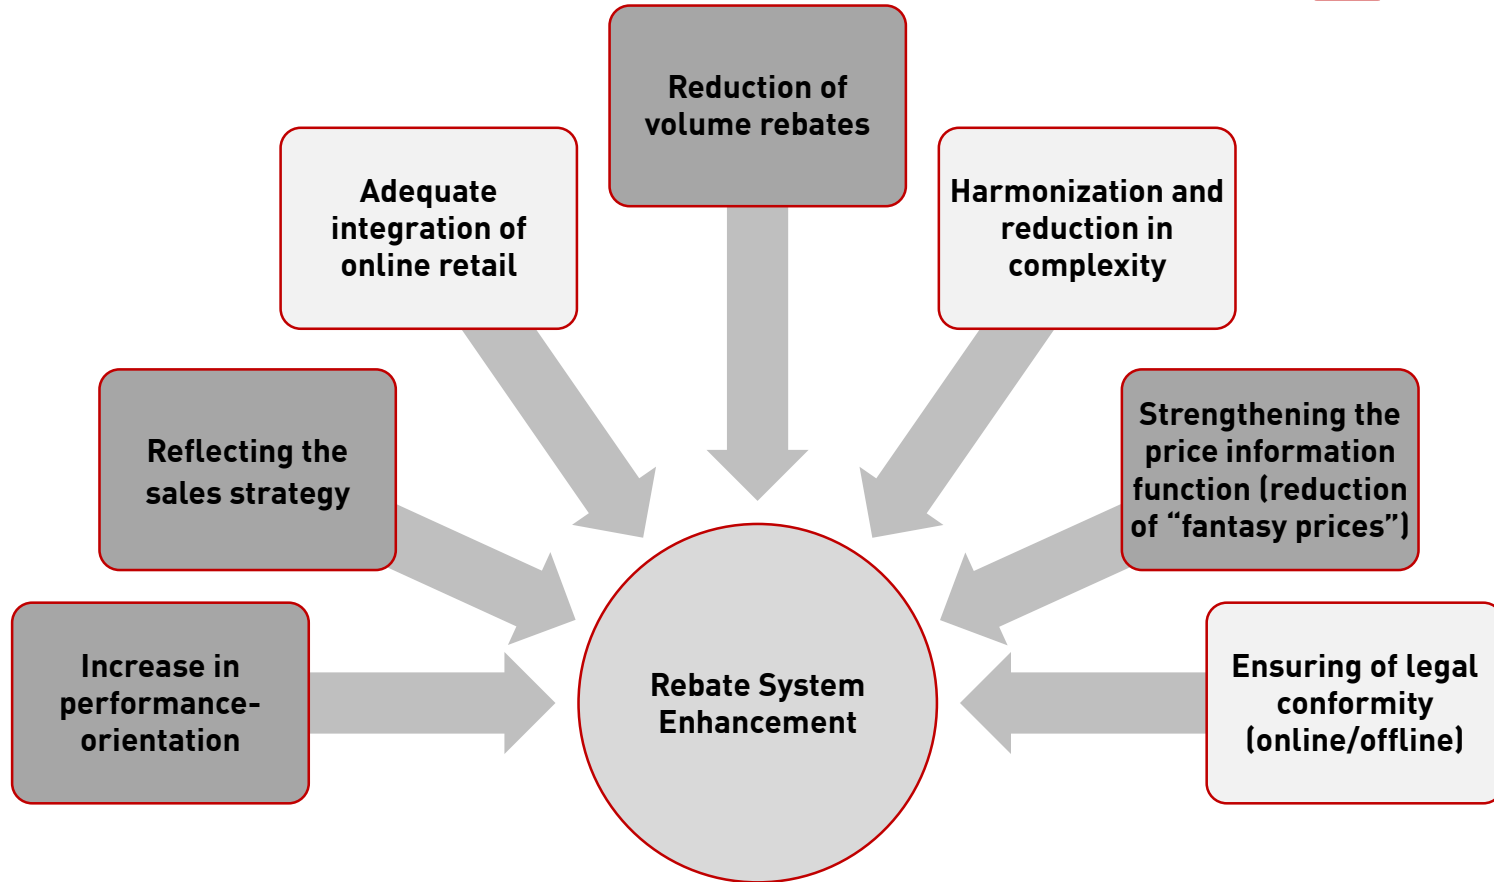 Reduction of
volume rebates
Adequate
integration of
online retail
Harmonization and
reduction in
complexity
Reflecting the
sales strategy
Strengthening the
price information
function (reduction
of “fantasy prices”)
Increase in
performance-
orientation
Rebate System
Enhancement
Ensuring of legal
conformity
(online/offline)